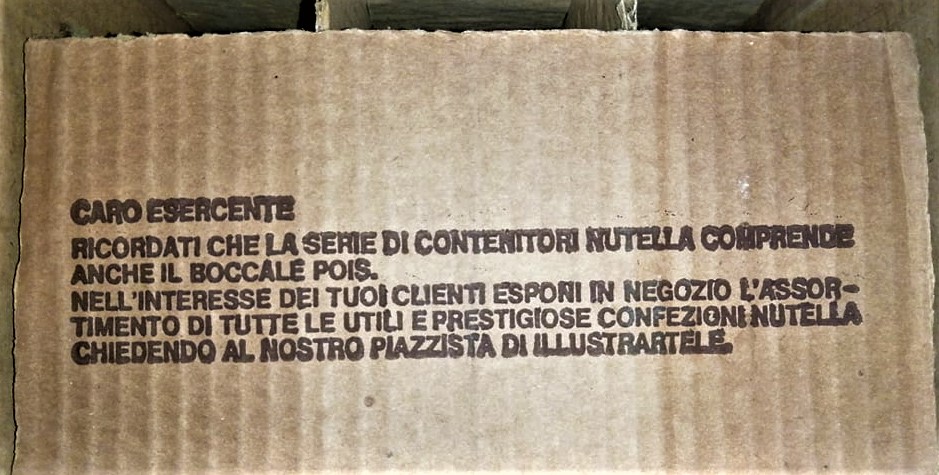 CARO ESERCENTE
RICORDATI CHE LA SERIE DI CONTENITORI NUTELLA COMPRENDE
ANCHE IL BOCCALE POIS.
NELL'INTERESSE DEI TUOI CLIENTI ESPONI IN NEGOZIO L'ASSOR-
TIMENTO DI TUTTE LE UTILI E PRESTIGIOSE CONFEZIONI NUTELLA
CHIEDENDO AL NOSTRO PIAZZISTA DI ILLUSTRARTELE.